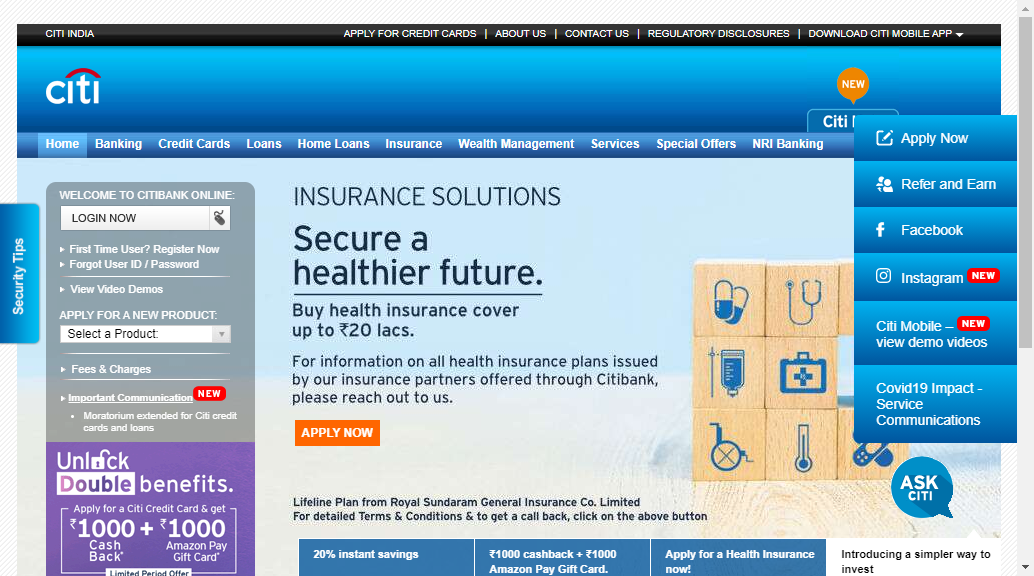 CITI INDIA
APPLY FOR CREDIT CARDS | ABOUT US | CONTACT US | REGULATORY DISCLOSURES | DOWNLOAD CITI MOBILE APP
citi
NEW
Citi
Home Banking Credit Cards Loans Home Loans Insurance Wealth Management Services Special Offers NRI Banking
Apply Now
Refer and Earn
Facebook
Instagram NEW
Citi Mobile – NEW
view demo videos
Covid19 Impact -
Service
Communications
Security Tips
WELCOME TO CITIBANK ONLINE:
LOGIN NOW
First Time User? Register Now
Forgot User ID / Password
View Video Demos
APPLY FOR A NEW PRODUCT:
Select a Product:
Fees & Charges
Important Communication NEW
Moratorium extended for Citi credit
cards and loans
Unlock
Double benefits.
Apply for a Citi Credit Card & get
₹1000 + ₹1000
Cash Back*
Amazon Pay Gift Card*
Limited Period Offer
INSURANCE SOLUTIONS
Secure a
healthier future.
Buy health insurance cover
up to ₹20 lacs.
For information on all health insurance plans issued
by our insurance partners offered through Citibank,
please reach out to us.
APPLY NOW
Lifeline Plan from Royal Sundaram General Insurance Co. Limited
For detailed Terms & Conditions & to get a call back, click on the above button
ASK
CITI
20% instant savings
₹1000 cashback + ₹1000
Amazon Pay Gift Card.
Apply for a Health Insurance
now!
Introducing a simpler way to
invest